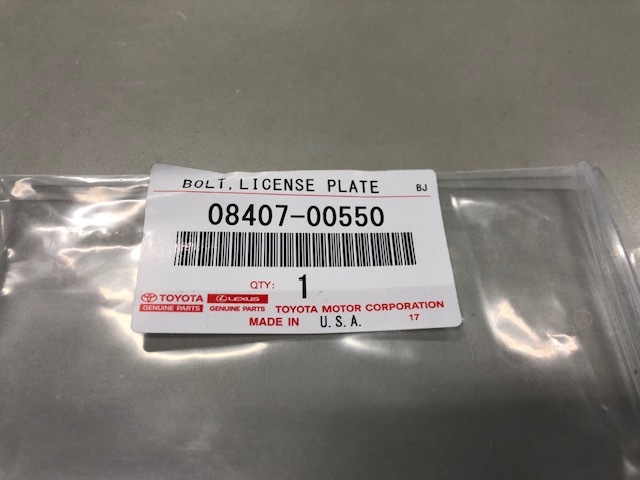 BOLT, LICENSE PLATE BJ
08407-00550
QTY: 1
TOYOTA LEXUS
GENUINE PARTS GENUINE PARTS TOYOTA MOTOR CORPORATION
MADE IN U.S.A. 17